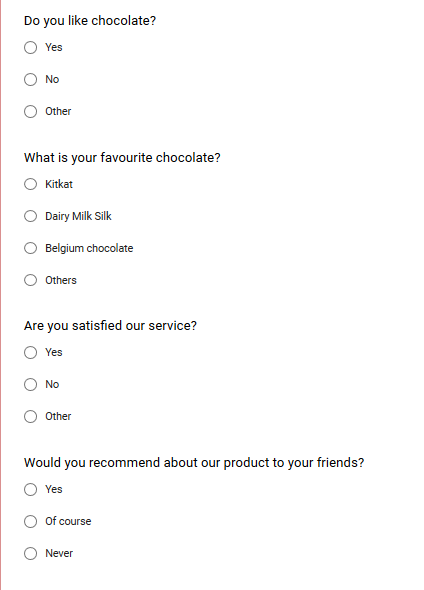 Do you like chocolate?
Yes
No
Other
What is your favourite chocolate?
Kitkat
Dairy Milk Silk
Belgium chocolate
Others
Are you satisfied our service?
Yes
No
Other
Would you recommend about our product to your friends?
Yes
Of course
Never